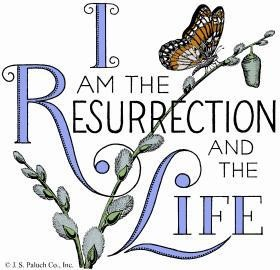 I
AM THE
RESURRECTION
AND
THE
LIFE
© J. S. Paluch Co., Inc.